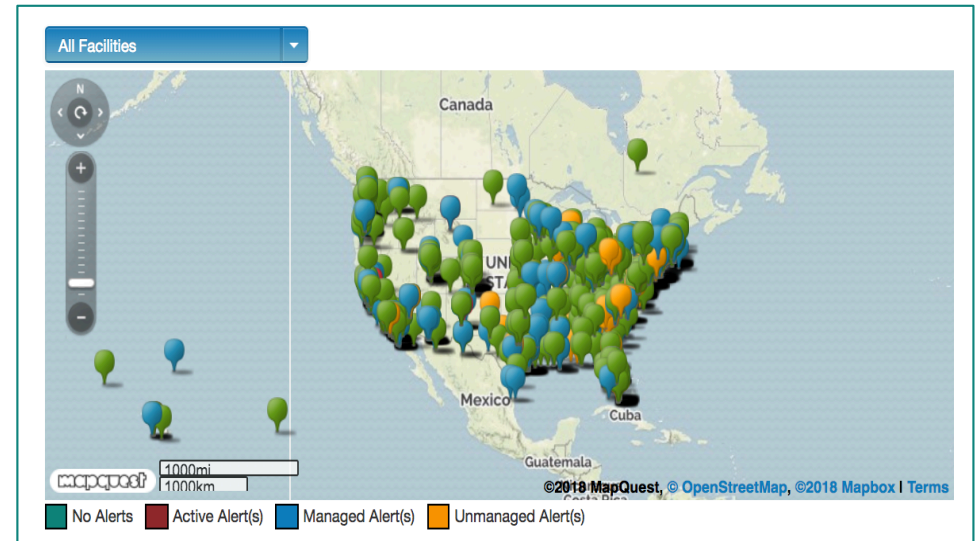 All Facilities
N
Canada
UNI
STA
Mexico
Cuba
Guatemala
mapquest
1000mi
1000km
©2018 MapQuest, © OpenStreetMap, ©2018 Mapbox | Terms
Costa Rica
No Alerts Active Alert(s) Managed Alert(s) Unmanaged Alert(s)